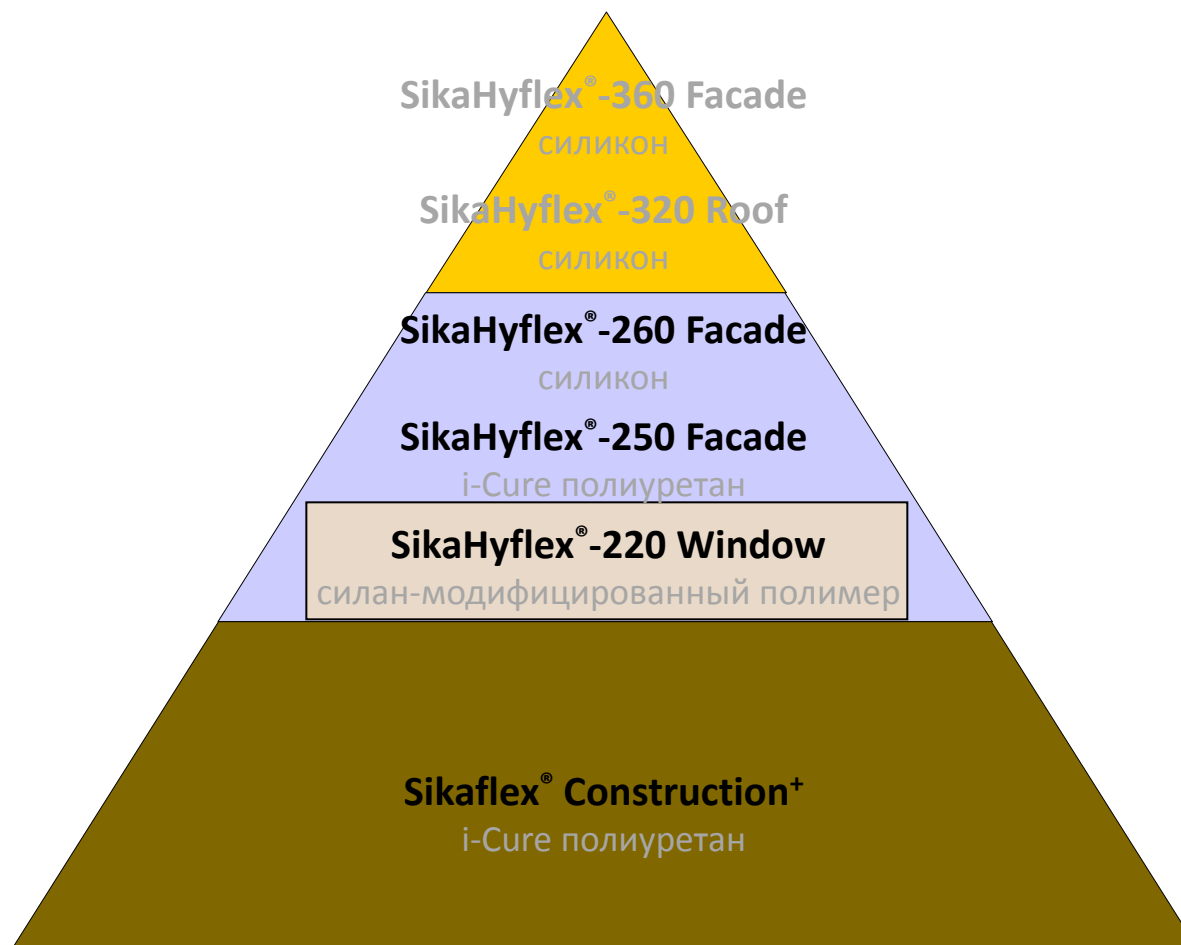 SikaHyflex®-360 Facade
силикон
SikaHyflex®-320 Roof
силикон
SikaHyflex®-260 Facade
силикон
SikaHyflex®-250 Facade
i-Cure полиуретан
SikaHyflex®-220 Window
силан-модифицированный полимер
Sikaflex® Construction⁺
i-Cure полиуретан